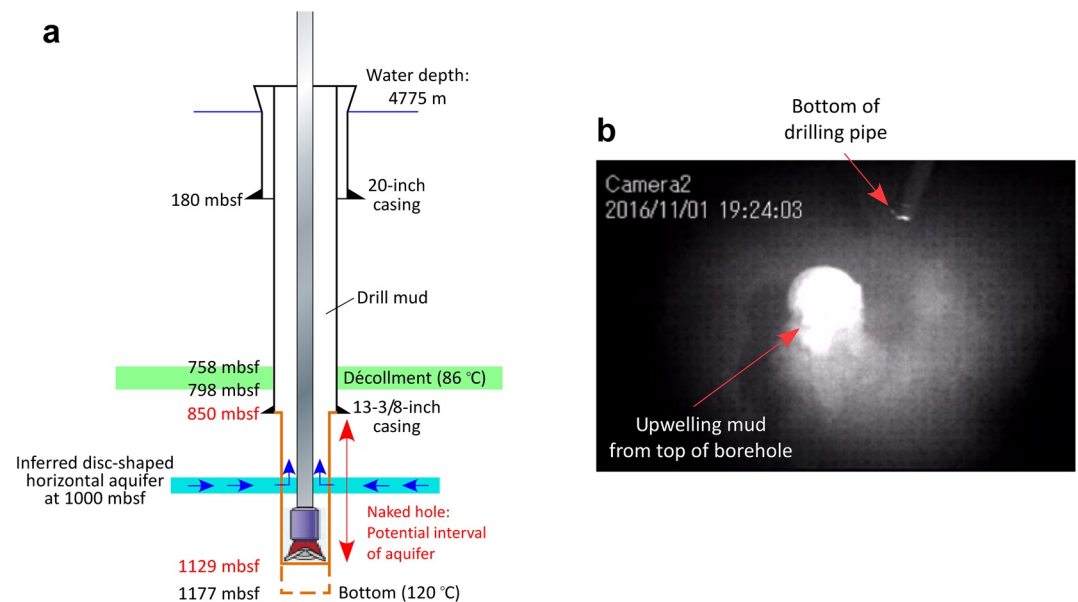 a
Water depth:
4775 m
180 mbsf
20-inch
casing
Drill mud
758 mbsf
798 mbsf
Décollment (86 °C)
850 mbsf
13-3/8-inch
casing
Inferred disc-shaped
horizontal aquifer
at 1000 mbsf
Naked hole:
Potential interval
of aquifer
1129 mbsf
1177 mbsf
Bottom (120 °C)
b
Bottom of
drilling pipe
Camera2
2016/11/01 19:24:03
Upwelling mud
from top of borehole